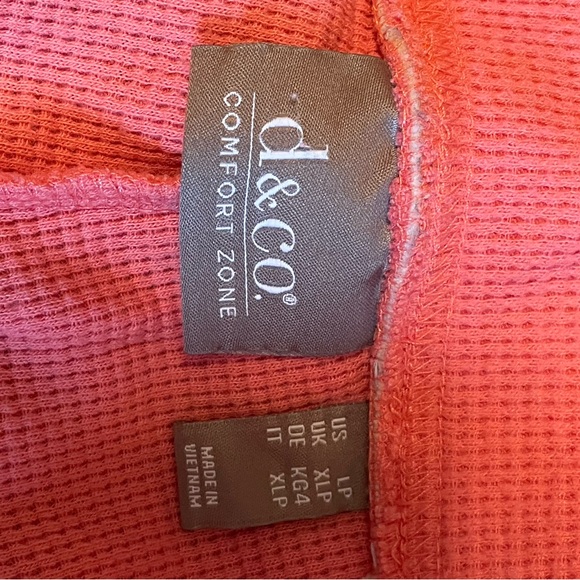 d&co.®
COMFORT ZONE
US LP
UK XLP
DE KG4
IT XLP
MADE IN
VIETNAM